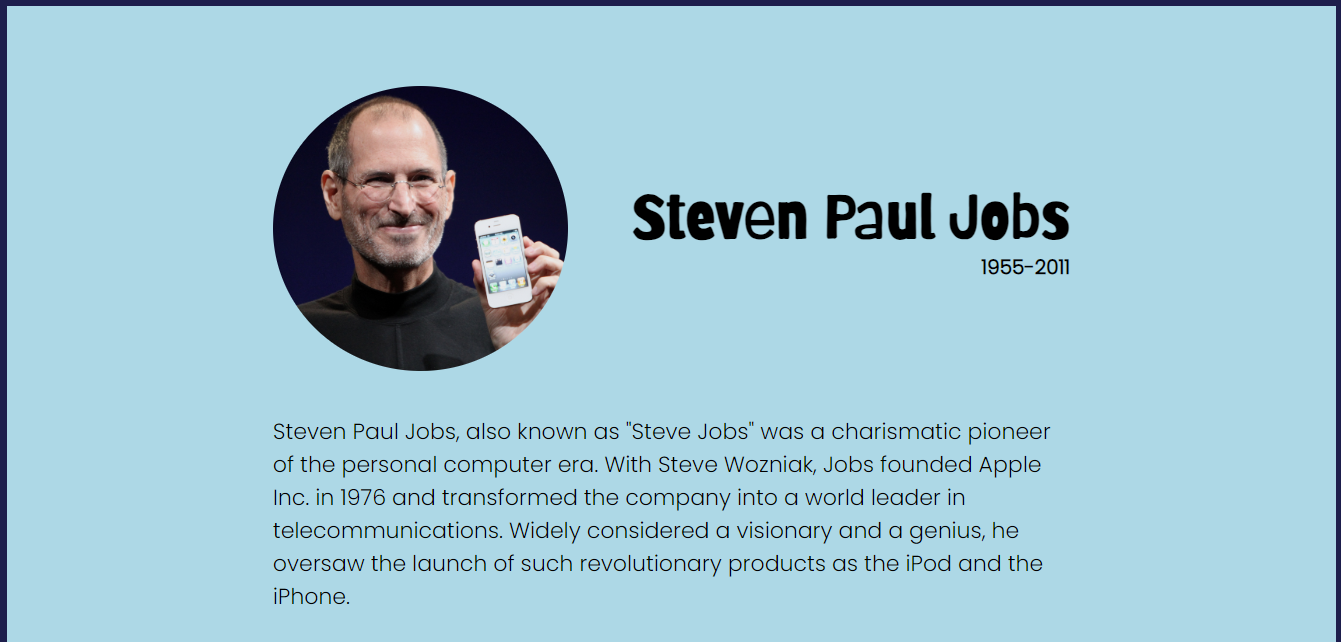 Steven Paul Jobs
1955-2011
Steven Paul Jobs, also known as "Steve Jobs" was a charismatic pioneer
of the personal computer era. With Steve Wozniak, Jobs founded Apple
Inc. in 1976 and transformed the company into a world leader in
telecommunications. Widely considered a visionary and a genius, he
oversaw the launch of such revolutionary products as the iPod and the
iPhone.